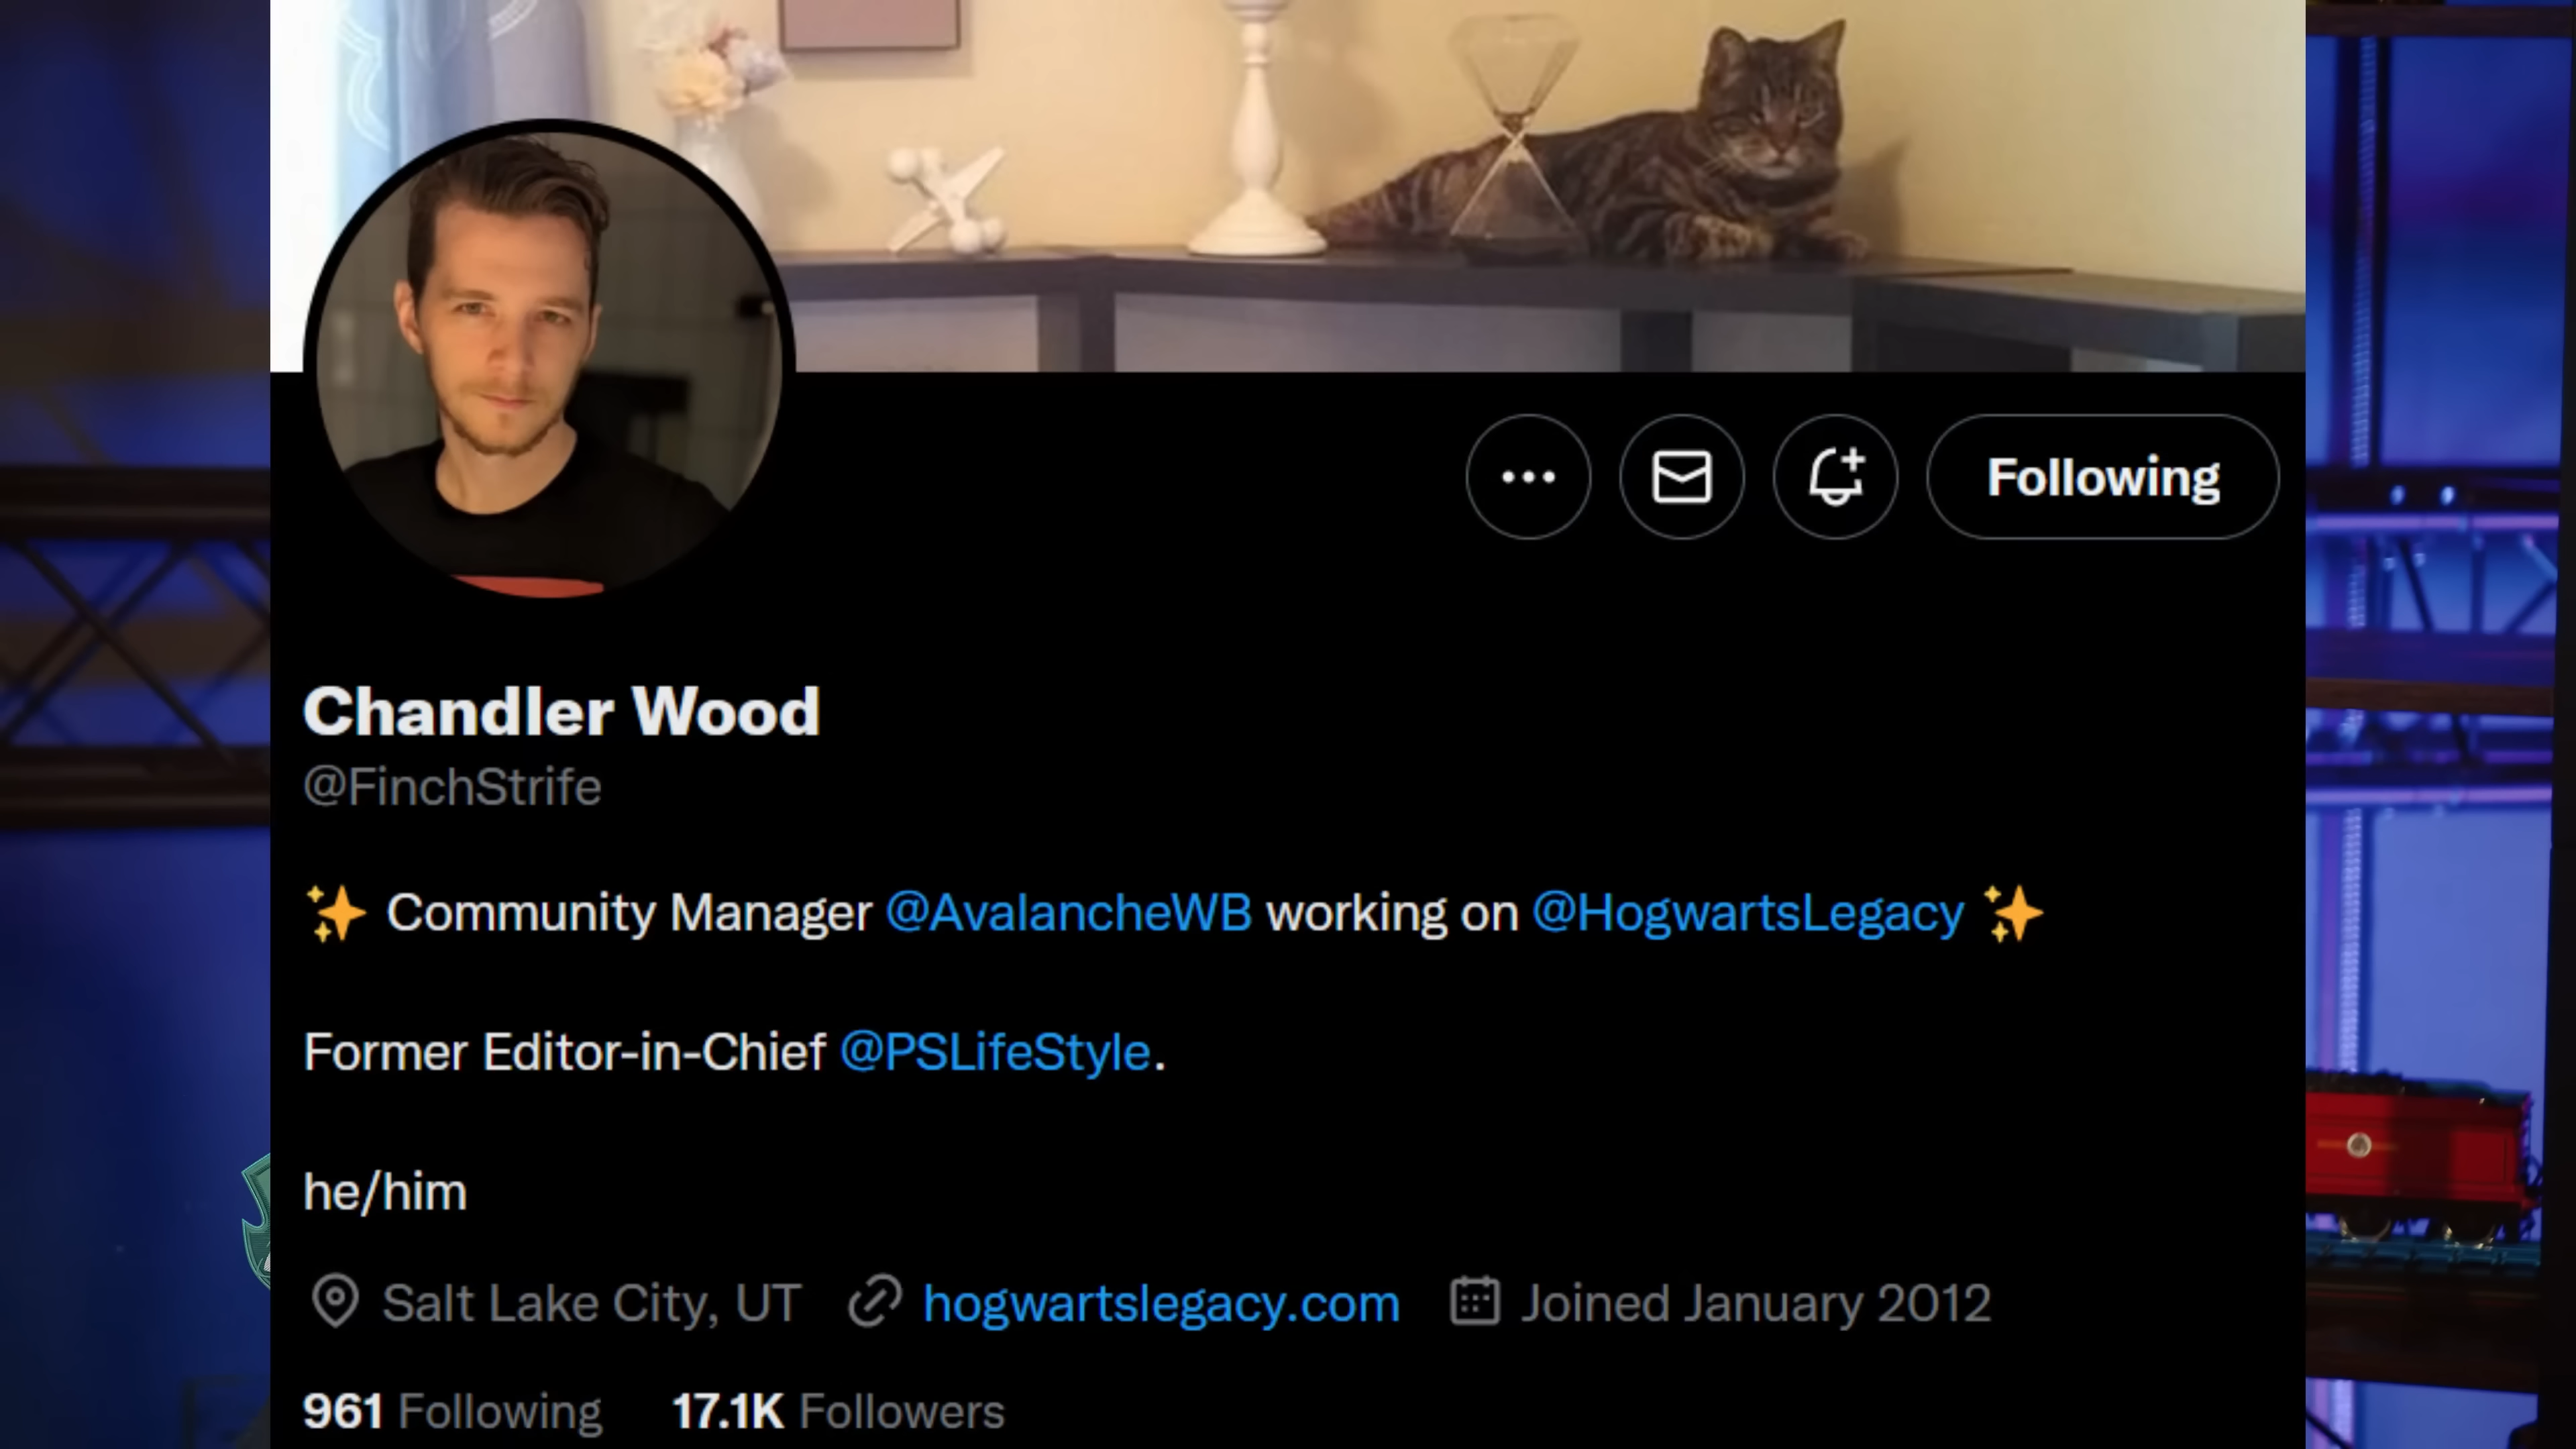 Following
Chandler Wood
@FinchStrife
✨ Community Manager @AvalancheWB working on @HogwartsLegacy ✨
Former Editor-in-Chief @PSLifeStyle.
he/him
Salt Lake City, UT hogwartslegacy.com Joined January 2012
961 Following 17.1K Followers